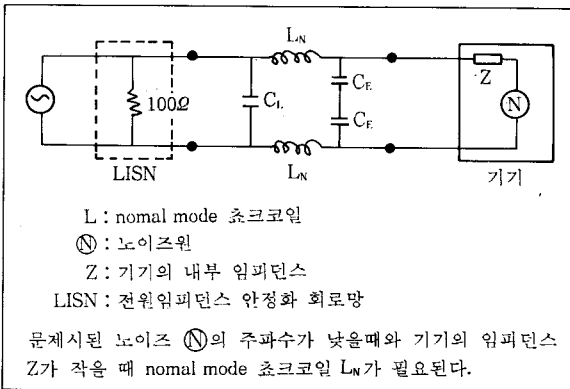 L_N
Z
100Ω
C_L
C_E
N
C_E
LISN
L_N
기기
L : nomal mode 쵸크코일
Ⓝ : 노이즈원
Z : 기기의 내부 임피던스
LISN : 전원임피던스 안정화 회로망
문제시된 노이즈 Ⓝ의 주파수가 낮을때와 기기의 임피던스
Z가 작을 때 nomal mode 쵸크코일 L_N가 필요된다.